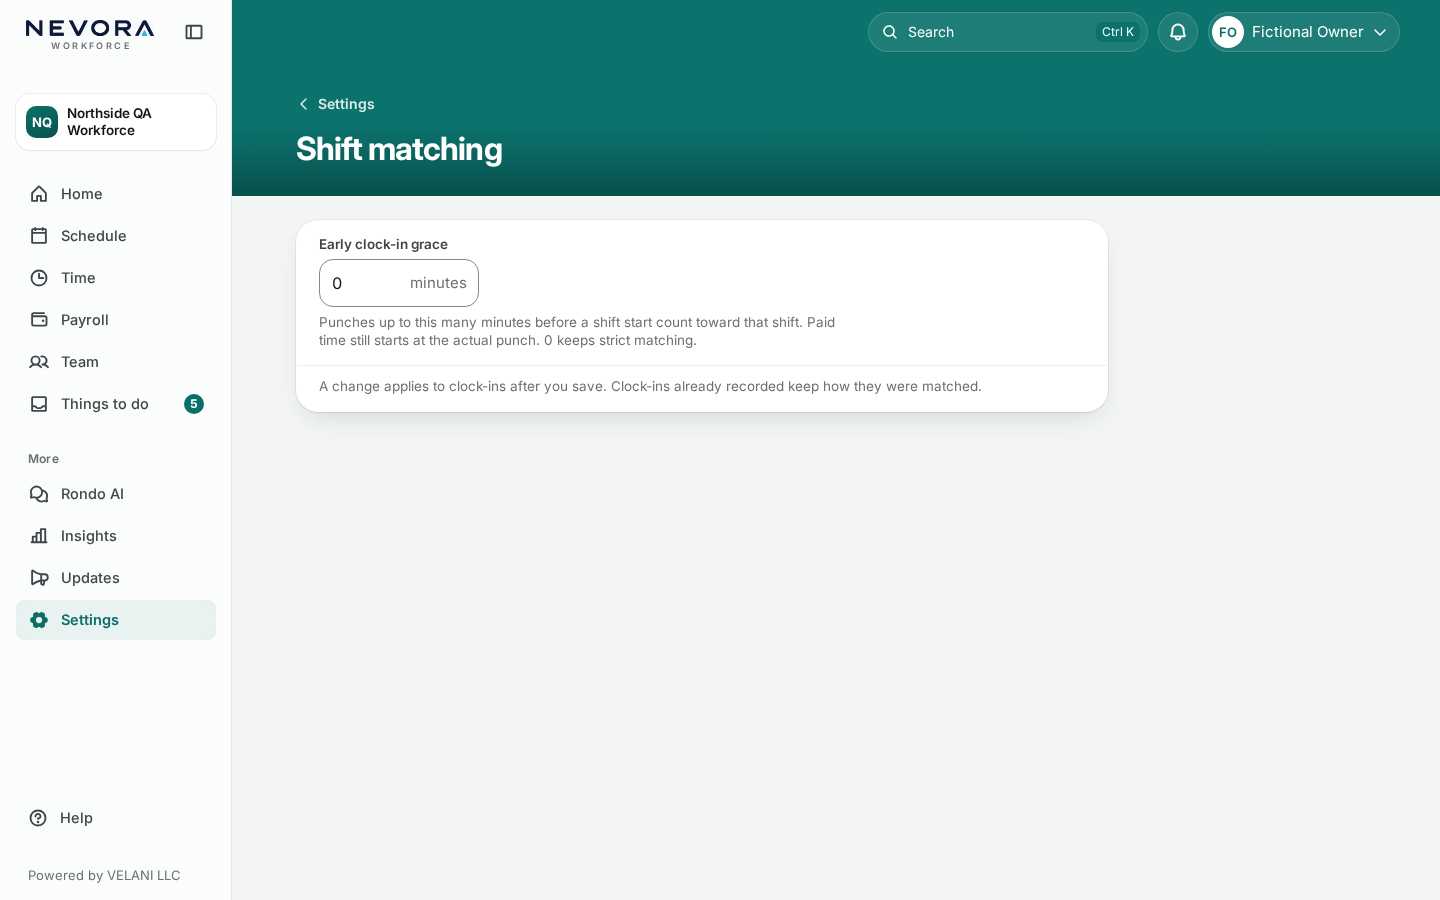 NEVORA
WORKFORCE
Search
Ctrl K
FO
Fictional Owner
NQ
Northside QA
Workforce
Home
Schedule
Time
Payroll
Team
Things to do
5
More
Rondo AI
Insights
Updates
Settings
Help
Powered by VELANI LLC
Settings
Shift matching
Early clock-in grace
0
minutes
Punches up to this many minutes before a shift start count toward that shift. Paid
time still starts at the actual punch. 0 keeps strict matching.
A change applies to clock-ins after you save. Clock-ins already recorded keep how they were matched.